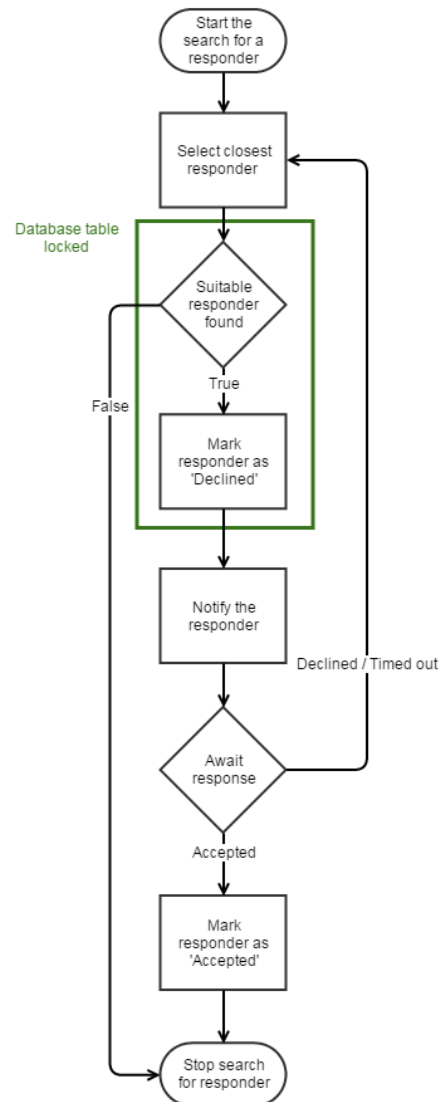 Start the
search for a
responder
Select closest
responder
Database table
locked
Suitable
responder
found
True
False
Mark
responder as
'Declined'
Notify the
responder
Declined / Timed out
Await
response
Accepted
Mark
responder as
'Accepted'
Stop search
for responder